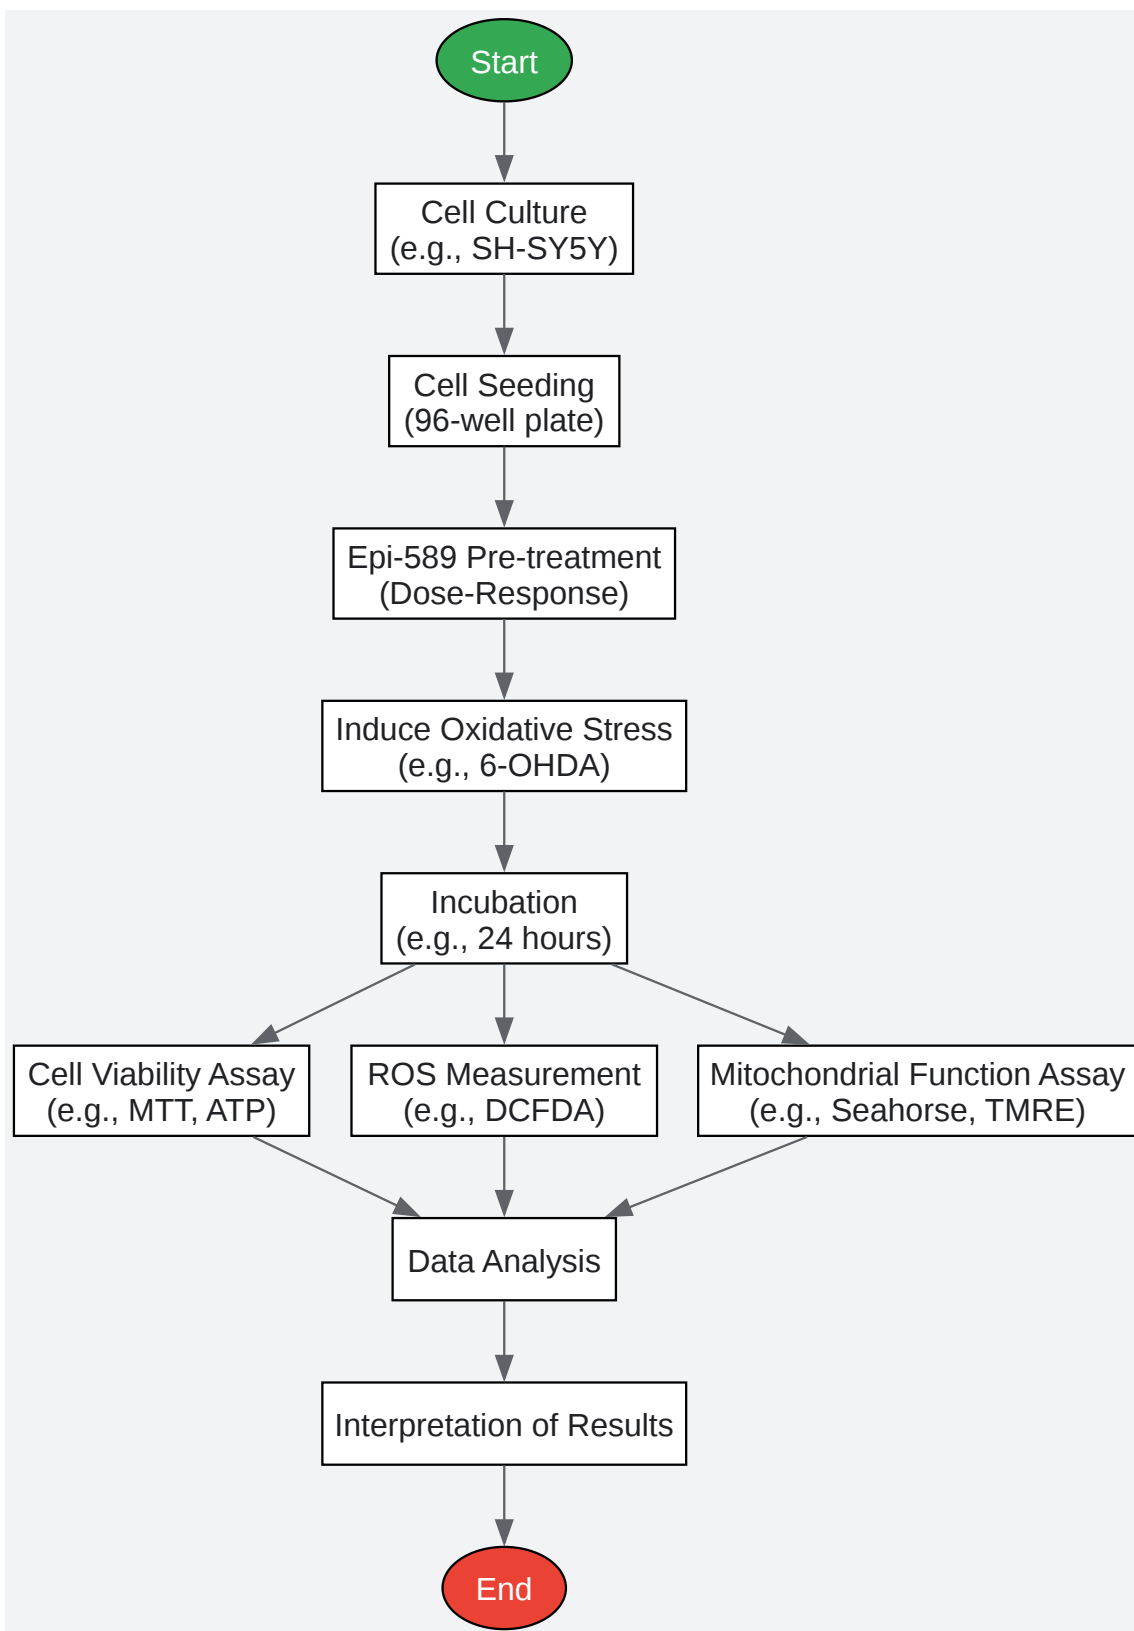 Start
Cell Culture
(e.g., SH-SY5Y)
Cell Seeding
(96-well plate)
Epi-589 Pre-treatment
(Dose-Response)
Induce Oxidative Stress
(e.g., 6-OHDA)
Incubation
(e.g., 24 hours)
Cell Viability Assay
(e.g., MTT, ATP)
ROS Measurement
(e.g., DCFDA)
Mitochondrial Function Assay
(e.g., Seahorse, TMRE)
Data Analysis
Interpretation of Results
End